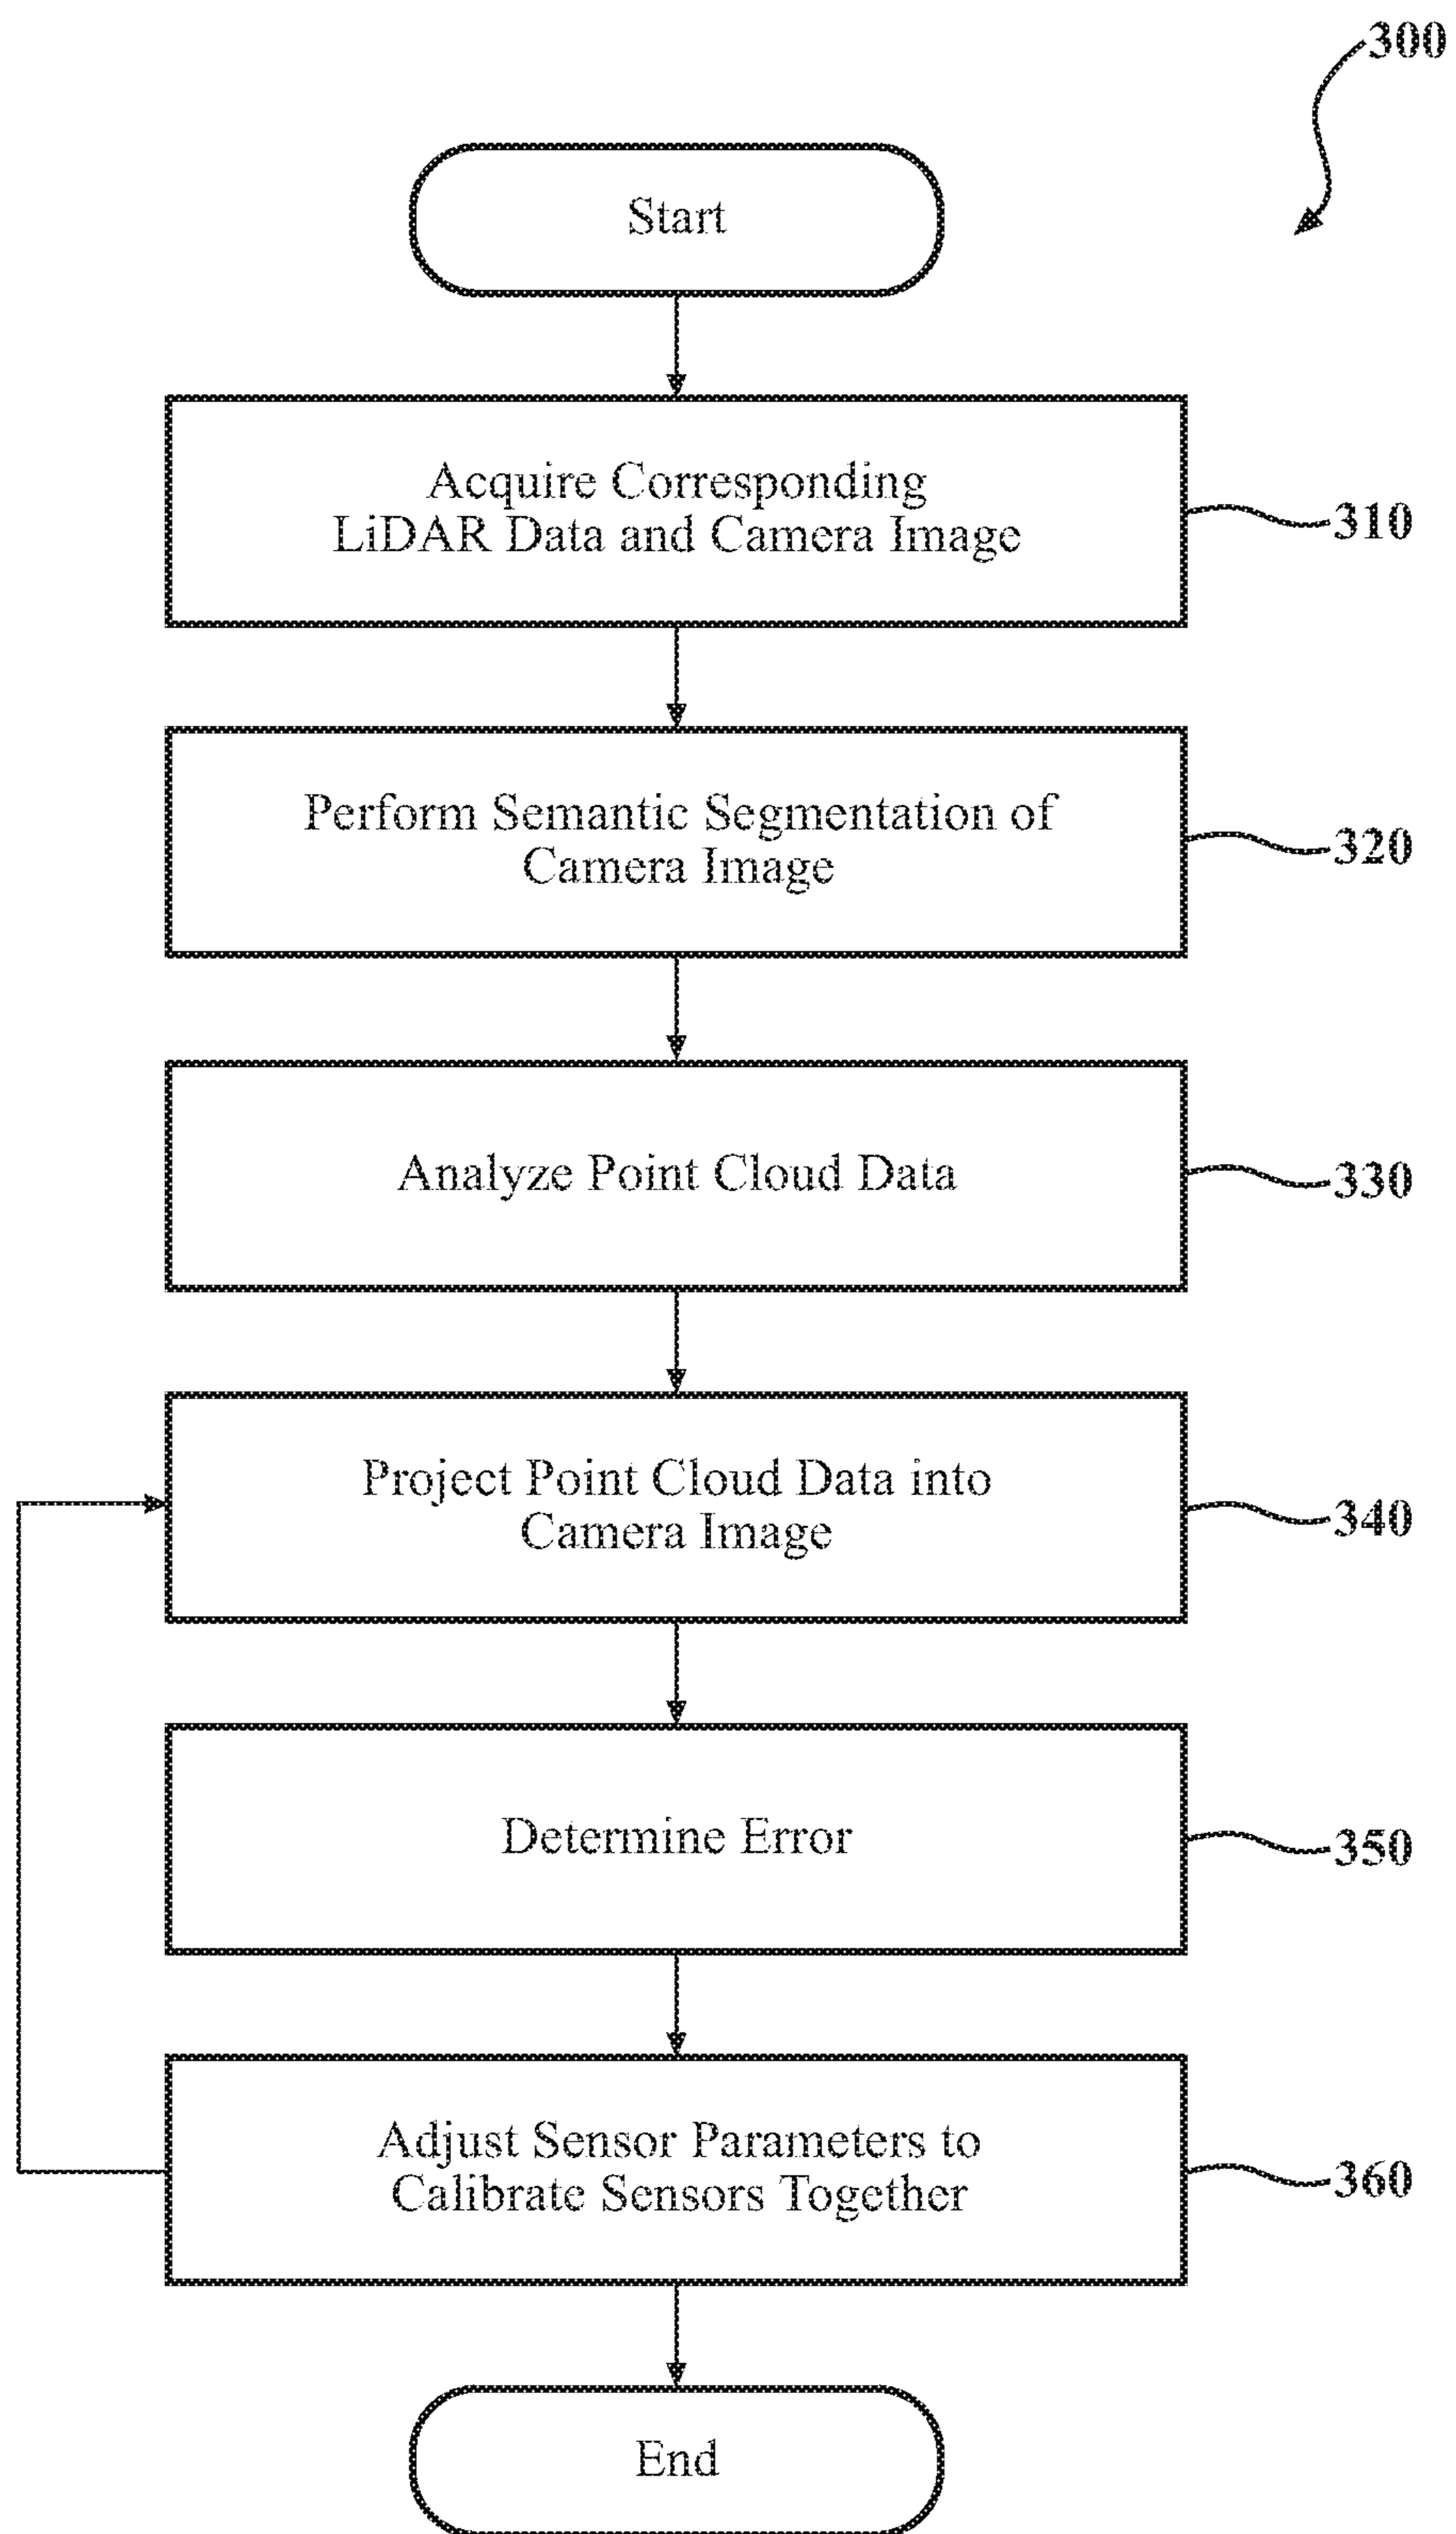 300
Start
Acquire Corresponding
LiDAR Data and Camera Image
310
Perform Semantic Segmentation of
Camera Image
320
Analyze Point Cloud Data
330
Project Point Cloud Data into
Camera Image
340
Determine Error
350
Adjust Sensor Parameters to
Calibrate Sensors Together
360
End